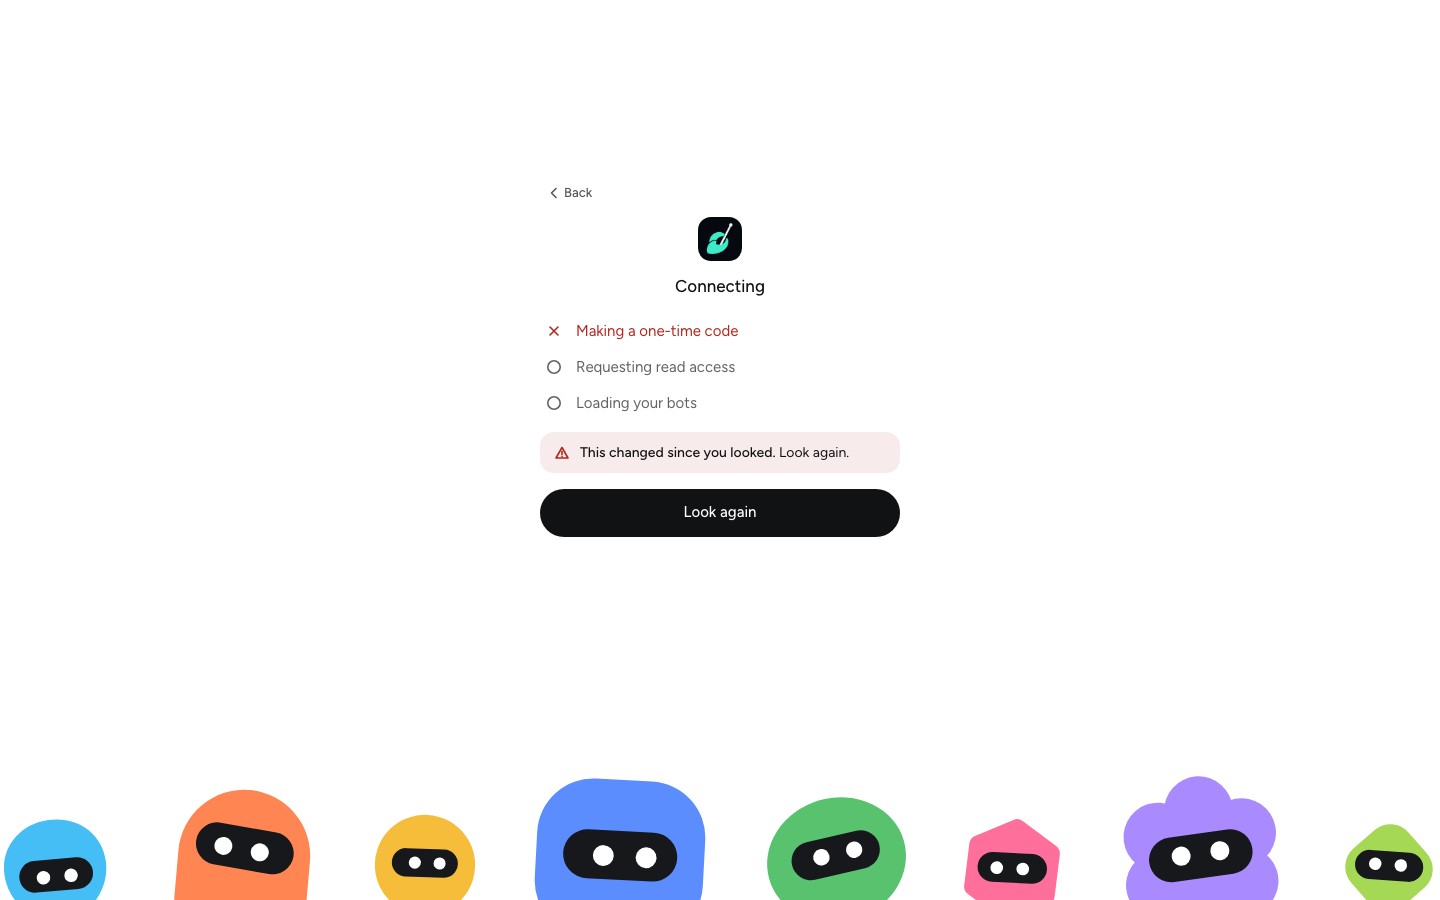 Back
Connecting
Making a one-time code
Requesting read access
Loading your bots
This changed since you looked. Look again.
Look again